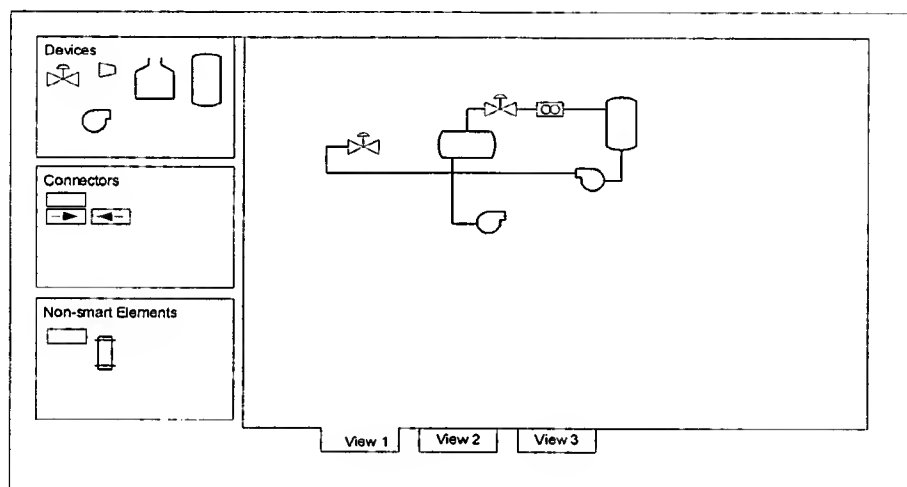 Devices
Connectors
Non-smart Elements
View 1
View 2
View 3